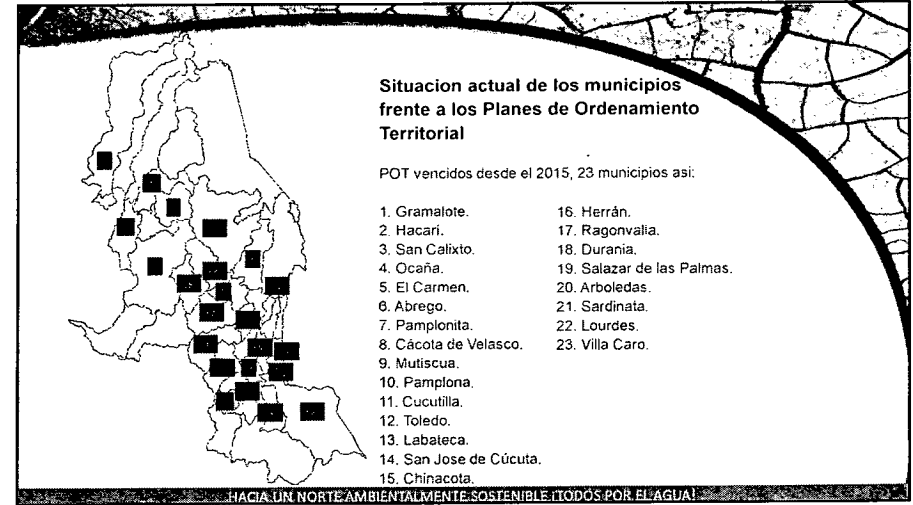 Situacion actual de los municipios
frente a los Planes de Ordenamiento
Territorial
POT vencidos desde el 2015, 23 municipios asi:
1. Gramalote.
2. Hacarí.
3. San Calixto.
4. Ocaña.
5. El Carmen.
6. Abrego.
7. Pamplonita.
8. Cácota de Velasco.
9. Mutiscua.
10. Pamplona.
11. Cucutilla.
12. Toledo.
13. Labateca.
14. San Jose de Cúcuta.
15. Chinacota.
16. Herrán.
17. Ragonvalia.
18. Durania.
19. Salazar de las Palmas.
20. Arboledas.
21. Sardinata.
22. Lourdes.
23. Villa Caro.
HACIA UN NORTE AMBIENTALMENTE SOSTENIBLE ¡TODOS POR EL AGUA!